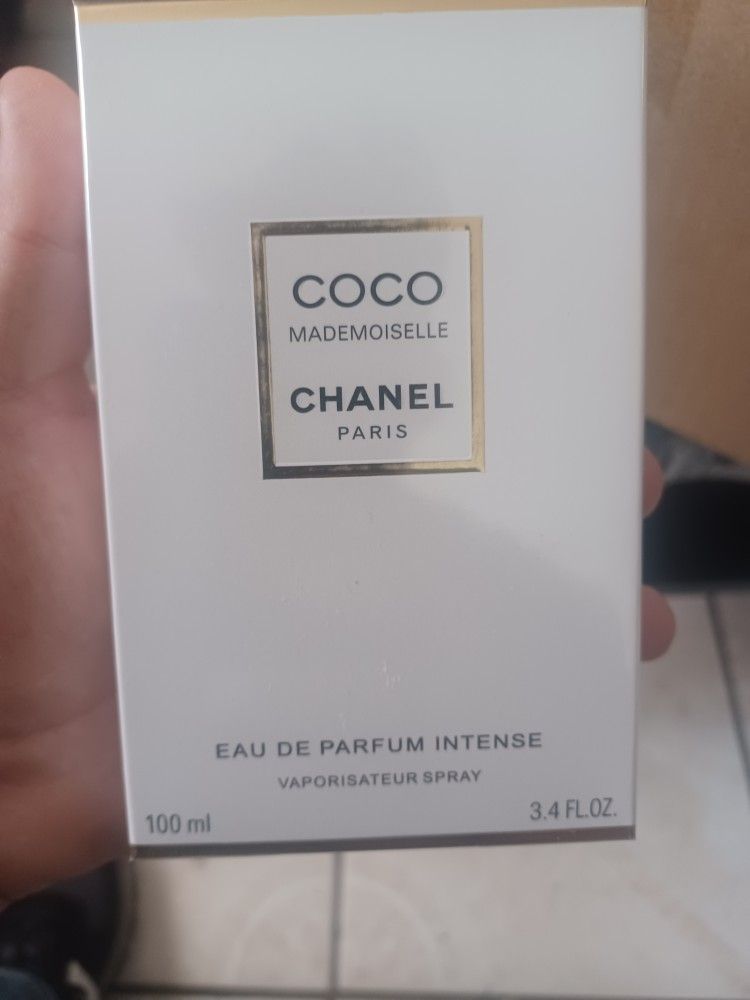 COCO
MADEMOISELLE
CHANEL
PARIS
EAU DE PARFUM INTENSE
VAPORISATEUR SPRAY
100 ml
3.4 FL.OZ.